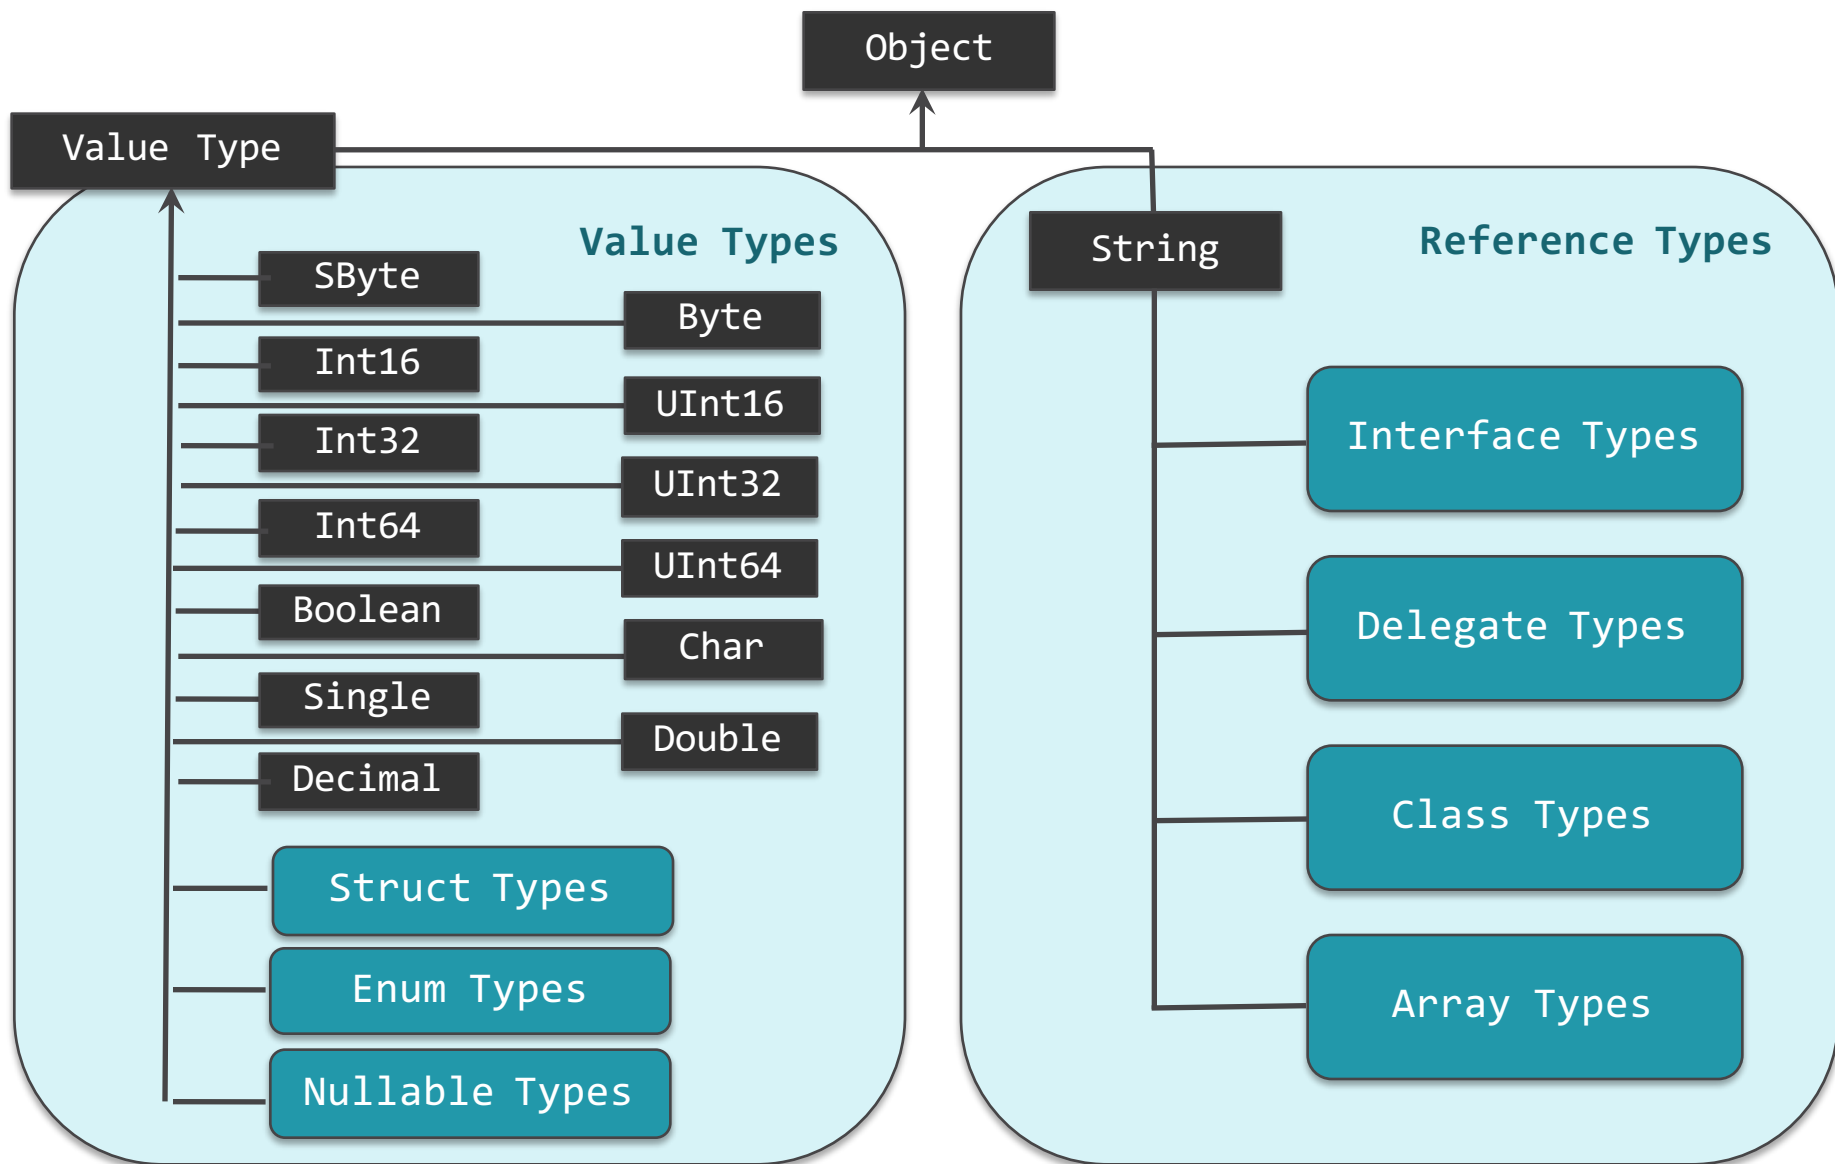 Object
Value Type
Value Types
SByte
Byte
Int16
UInt16
Int32
UInt32
Int64
UInt64
Boolean
Char
Single
Double
Decimal
Struct Types
Enum Types
Nullable Types
String
Reference Types
Interface Types
Delegate Types
Class Types
Array Types